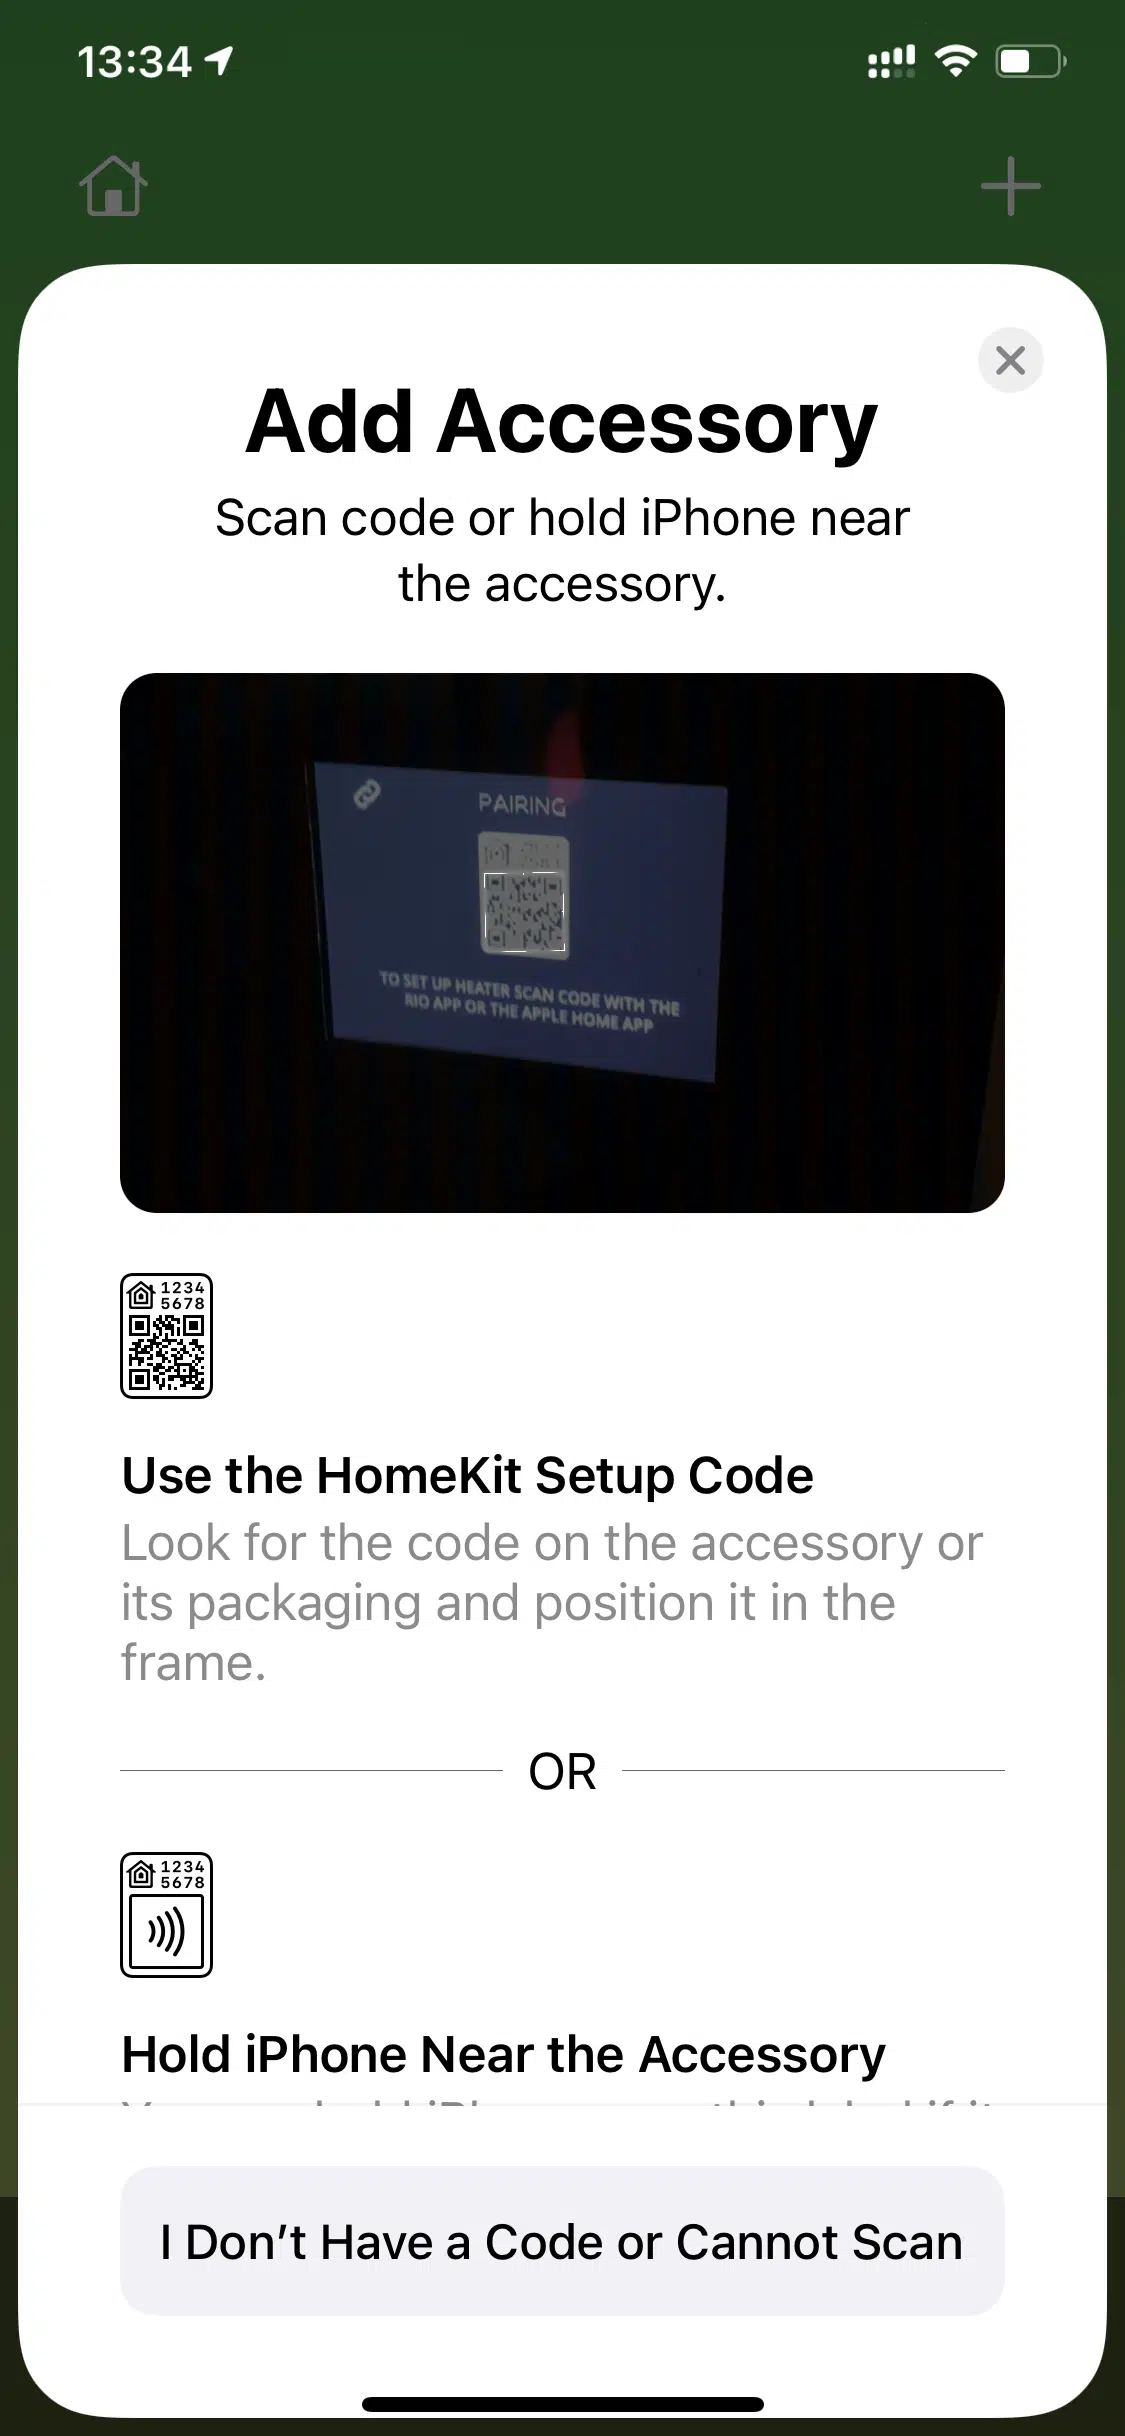 13:34
Add Accessory
Scan code or hold iPhone near
the accessory.
PAIRING
TO SET UP HEATER SCAN CODE WITH THE
RIO APP OR THE APPLE HOME APP
1234
5678
Use the HomeKit Setup Code
Look for the code on the accessory or
its packaging and position it in the
frame.
OR
1234
5678
Hold iPhone Near the Accessory
I Don't Have a Code or Cannot Scan